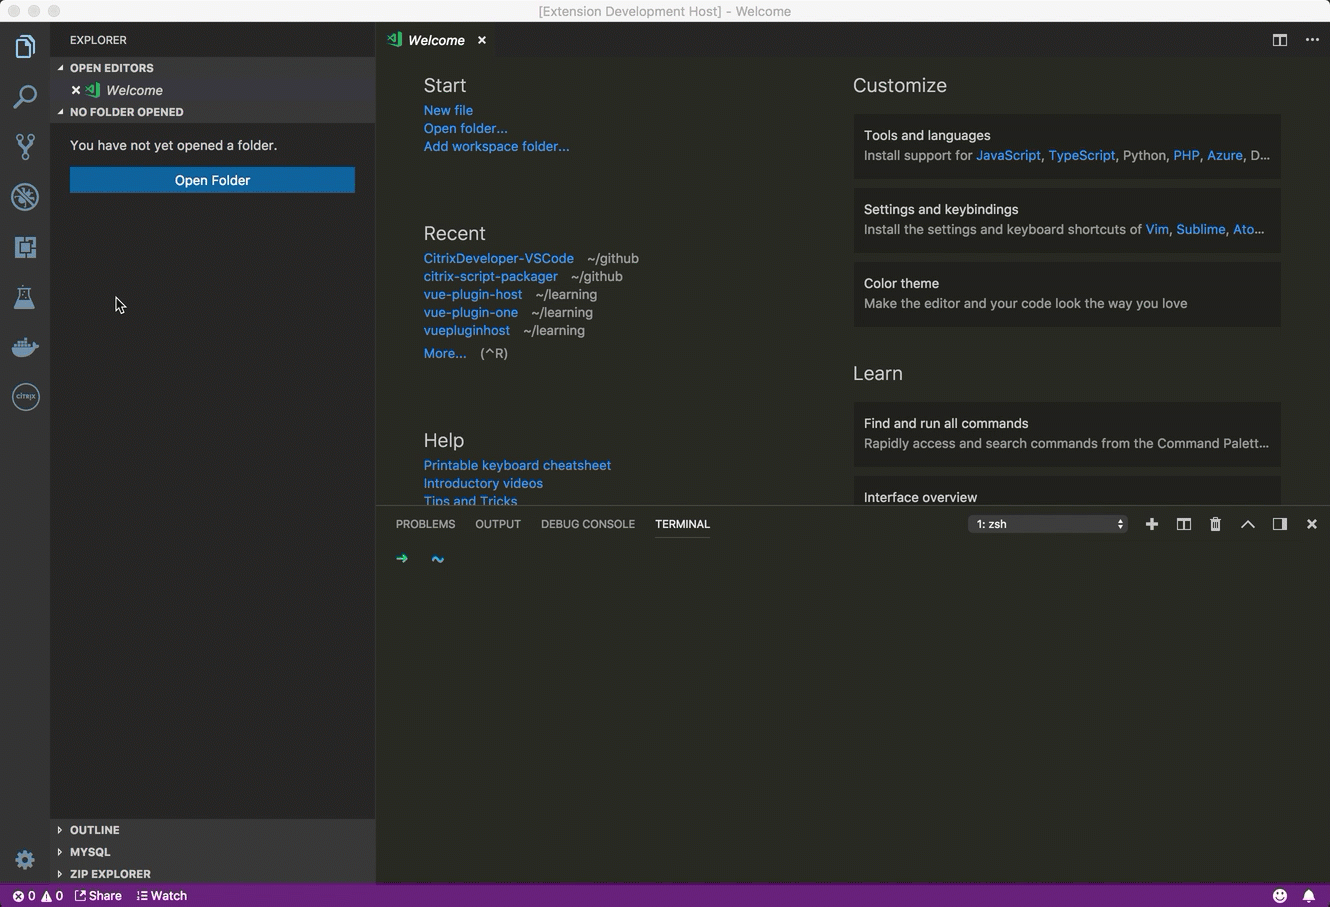 [Extension Development Host] - Welcome
EXPLORER
OPEN EDITORS
Welcome
NO FOLDER OPENED
You have not yet opened a folder.
Open Folder
CITRIX
OUTLINE
MYSQL
ZIP EXPLORER
Welcome
Start
New file
Open folder...
Add workspace folder...
Recent
CitrixDeveloper-VSCode ~/github
citrix-script-packager ~/github
vue-plugin-host ~/learning
vue-plugin-one ~/learning
vuepluginhost ~/learning
More... (^R)
Help
Printable keyboard cheatsheet
Introductory videos
Tips and Tricks
Customize
Tools and languages
Install support for JavaScript, TypeScript, Python, PHP, Azure, D...
Settings and keybindings
Install the settings and keyboard shortcuts of Vim, Sublime, Ato...
Color theme
Make the editor and your code look the way you love
Learn
Find and run all commands
Rapidly access and search commands from the Command Palett...
Interface overview
PROBLEMS OUTPUT DEBUG CONSOLE TERMINAL
1: zsh
➜ ~
0 0 Share Watch